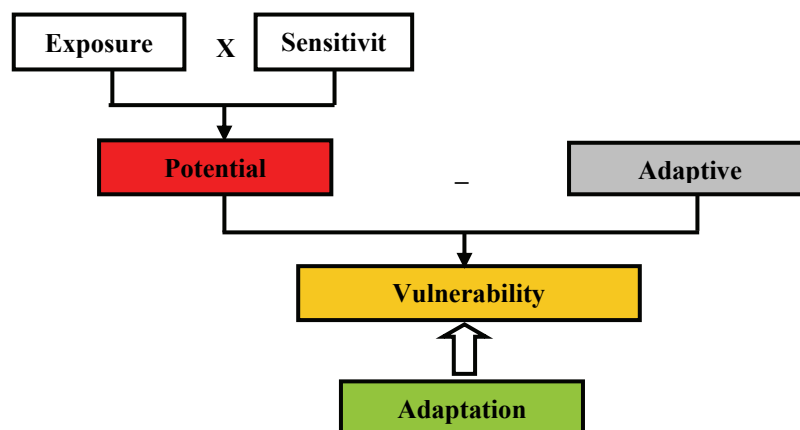 Exposure
X
Sensitivit
Potential
–
Adaptive
Vulnerability
Adaptation